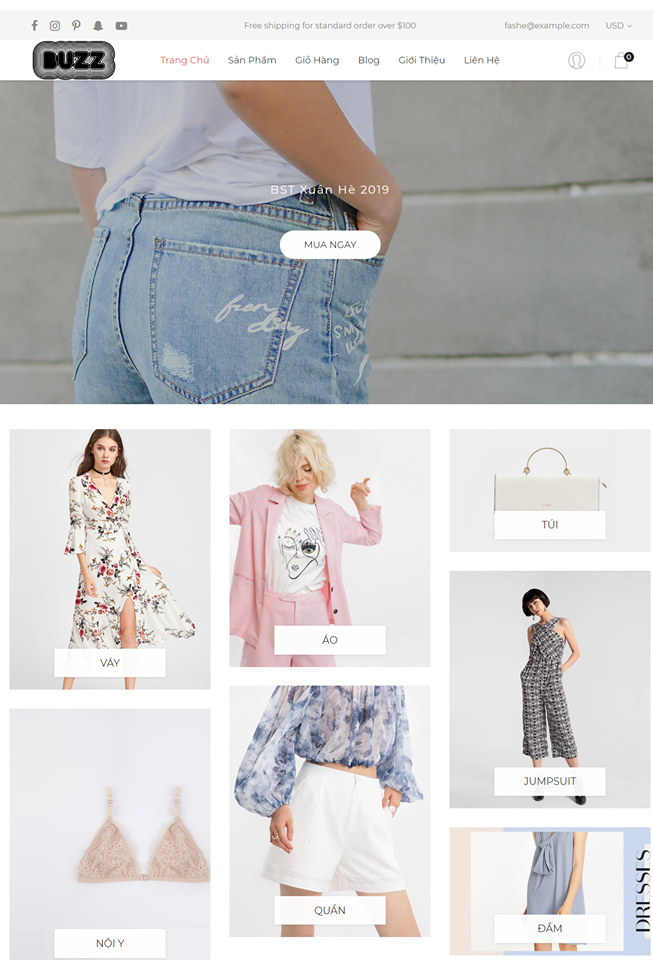 Free shipping for standard order over $100
fashe@example.com
USD
BUZZ
Trang Chủ
Sản Phẩm
Giỏ Hàng
Blog
Giới Thiệu
Liên Hệ
0
BST Xuân Hè 2019
MUA NGAY
VÁY
ÁO
TÚI
JUMPSUIT
NỘI Y
QUẦN
ĐẦM
DRESSES